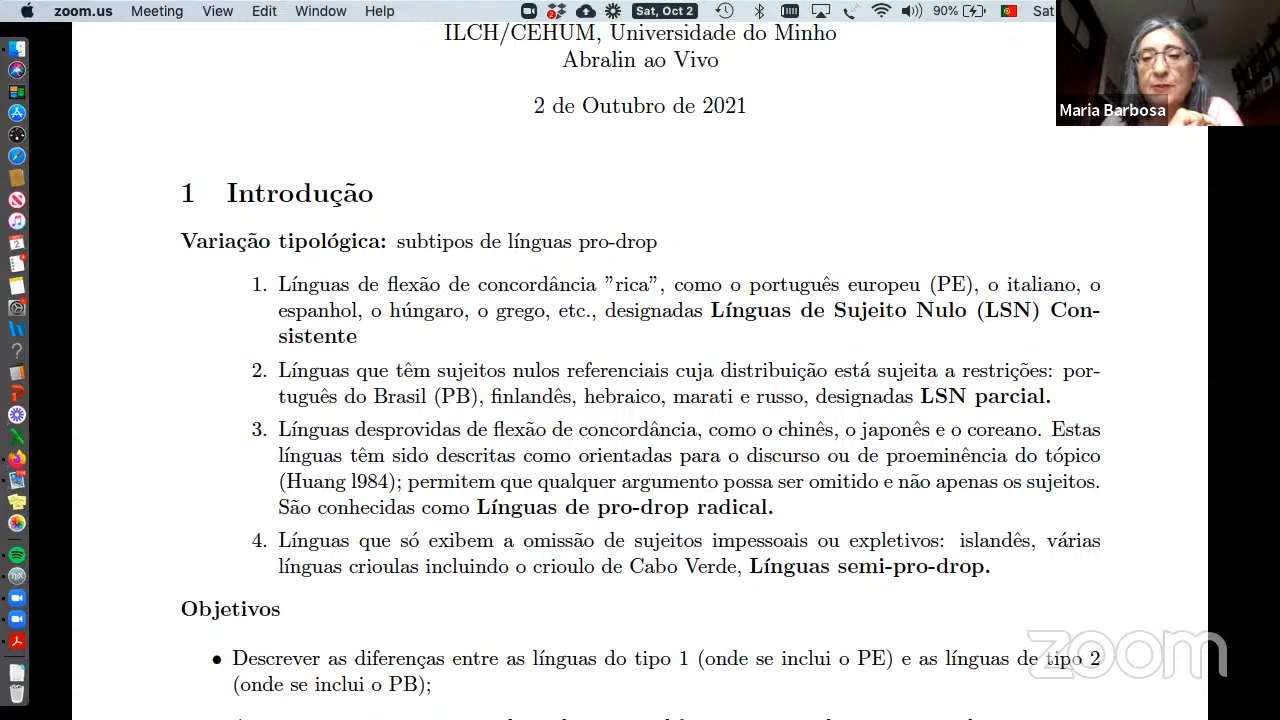 zoom.us Meeting View Edit Window Help Sat, Oct 2 90% Sat
ILCH/CEHUM, Universidade do Minho
Abralin ao Vivo
2 de Outubro de 2021
Maria Barbosa
1 Introdução
Variação tipológica: subtipos de línguas pro-drop
1. Línguas de flexão de concordância ”rica”, como o português europeu (PE), o italiano, o
espanhol, o húngaro, o grego, etc., designadas Línguas de Sujeito Nulo (LSN) Con-
sistente
2. Línguas que têm sujeitos nulos referenciais cuja distribuição está sujeita a restrições: por-
tuguês do Brasil (PB), finlandês, hebraico, marati e russo, designadas LSN parcial.
3. Línguas desprovidas de flexão de concordância, como o chinês, o japonês e o coreano. Estas
línguas têm sido descritas como orientadas para o discurso ou de proeminência do tópico
(Huang l984); permitem que qualquer argumento possa ser omitido e não apenas os sujeitos.
São conhecidas como Línguas de pro-drop radical.
4. Línguas que só exibem a omissão de sujeitos impessoais ou expletivos: islandês, várias
línguas crioulas incluindo o crioulo de Cabo Verde, Línguas semi-pro-drop.
Objetivos
• Descrever as diferenças entre as línguas do tipo 1 (onde se inclui o PE) e as línguas de tipo 2
(onde se inclui o PB);
zoom